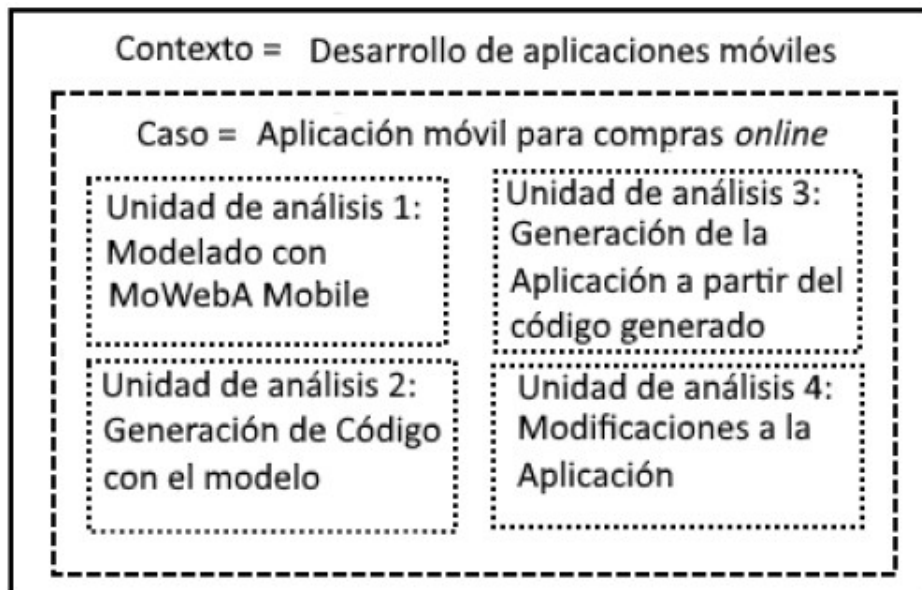 Contexto = Desarrollo de aplicaciones móviles
Caso = Aplicación móvil para compras online
Unidad de análisis 1:
Modelado con
MoWebA Mobile
Unidad de análisis 2:
Generación de Código
con el modelo
Unidad de análisis 3:
Generación de la
Aplicación a partir del
código generado
Unidad de análisis 4:
Modificaciones a la
Aplicación